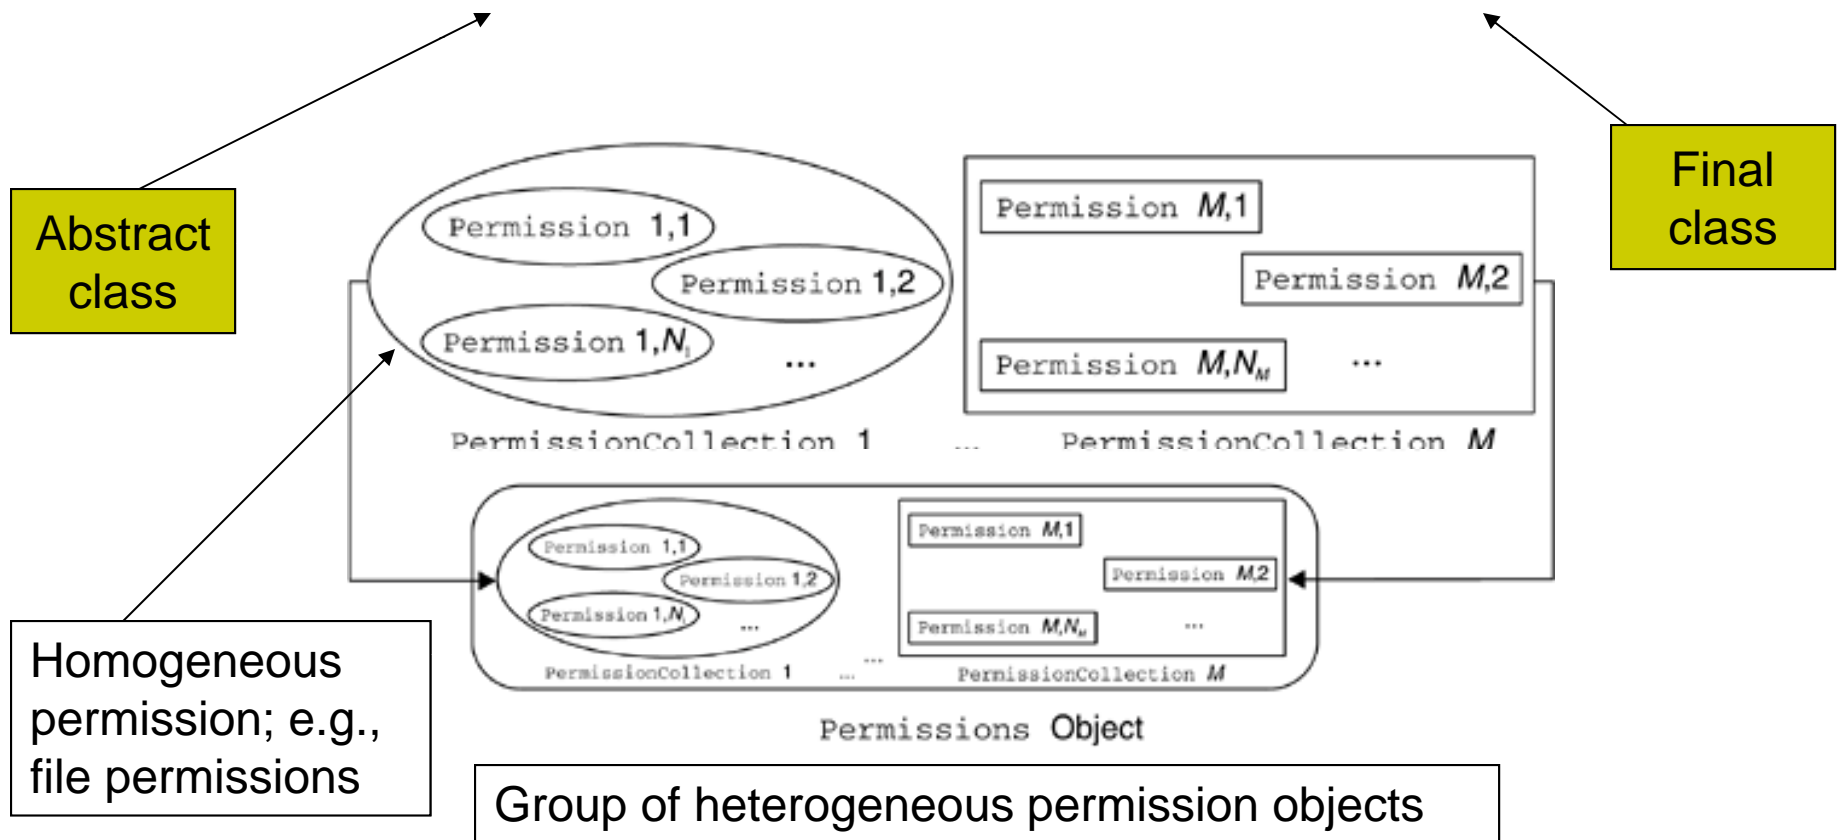 Abstract
class
Final
class
Permission 1,1
Permission 1,2
Permission 1,N₁
...
Permission M,1
Permission M,2
Permission M,Nₘ
...
PermissionCollection 1 ... PermissionCollection M
Permission 1,1
Permission 1,2
Permission 1,N₁
...
PermissionCollection 1
...
...
Permission M,1
Permission M,2
Permission M,Nₘ
...
PermissionCollection M
Permissions Object
Homogeneous
permission; e.g.,
file permissions
Group of heterogeneous permission objects